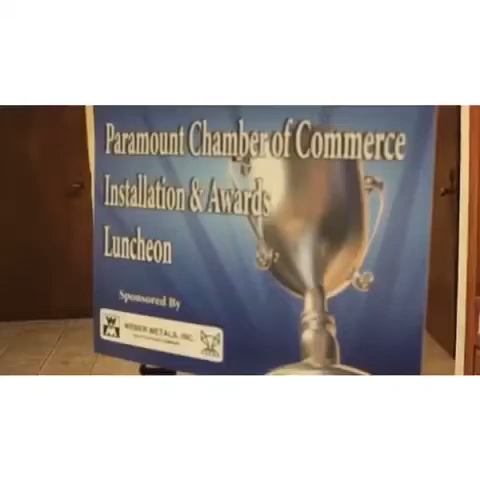 Paramount Chamber of Commerce
Installation & Awards
Luncheon
Sponsored By
WEBER METALS, INC.